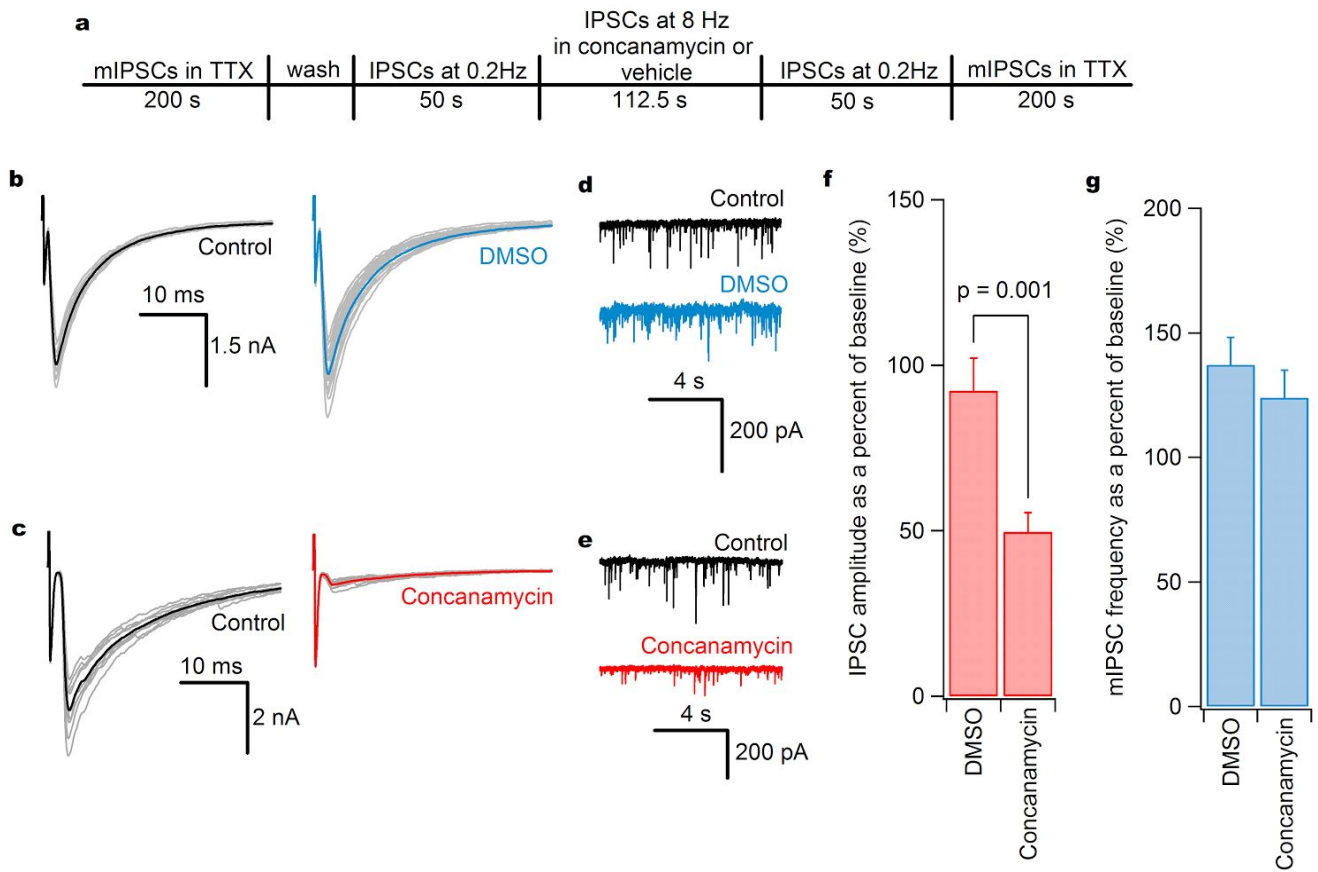 a
mIPSCs in TTX
200 s
wash
IPSCs at 0.2Hz
50 s
IPSCs at 8 Hz
in concanamycin or
vehicle
112.5 s
IPSCs at 0.2Hz
50 s
mIPSCs in TTX
200 s
b
Control
10 ms
1.5 nA
DMSO
c
Control
10 ms
2 nA
Concanamycin
d
Control
DMSO
4 s
200 pA
e
Control
Concanamycin
4 s
200 pA
f
IPSC amplitude as a percent of baseline (%)
150
100
50
0
p = 0.001
DMSO
Concanamycin
g
mIPSC frequency as a percent of baseline (%)
200
150
100
50
0
DMSO
Concanamycin